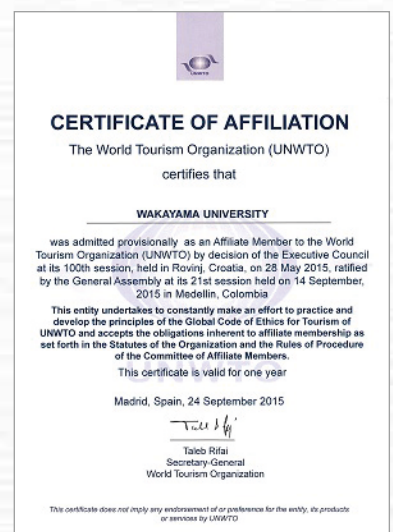 UNWTO
CERTIFICATE OF AFFILIATION
The World Tourism Organization (UNWTO)
certifies that
WAKAYAMA UNIVERSITY
was admitted provisionally as an Affiliate Member to the World
Tourism Organization (UNWTO) by decision of the Executive Council
at its 100th session, held in Rovinj, Croatia, on 28 May 2015, ratified
by the General Assembly at its 21st session held on 14 September,
2015 in Medellin, Colombia
This entity undertakes to constantly make an effort to practice and
develop the principles of the Global Code of Ethics for Tourism of
UNWTO and accepts the obligations inherent to affiliate membership as
set forth in the Statutes of the Organization and the Rules of Procedure
of the Committee of Affiliate Members.
This certificate is valid for one year
UNWTO
Madrid, Spain, 24 September 2015
Taleb Rifai
Secretary-General
World Tourism Organization
This certificate does not imply any endorsement of or preference for the entity, its products
or services by UNWTO